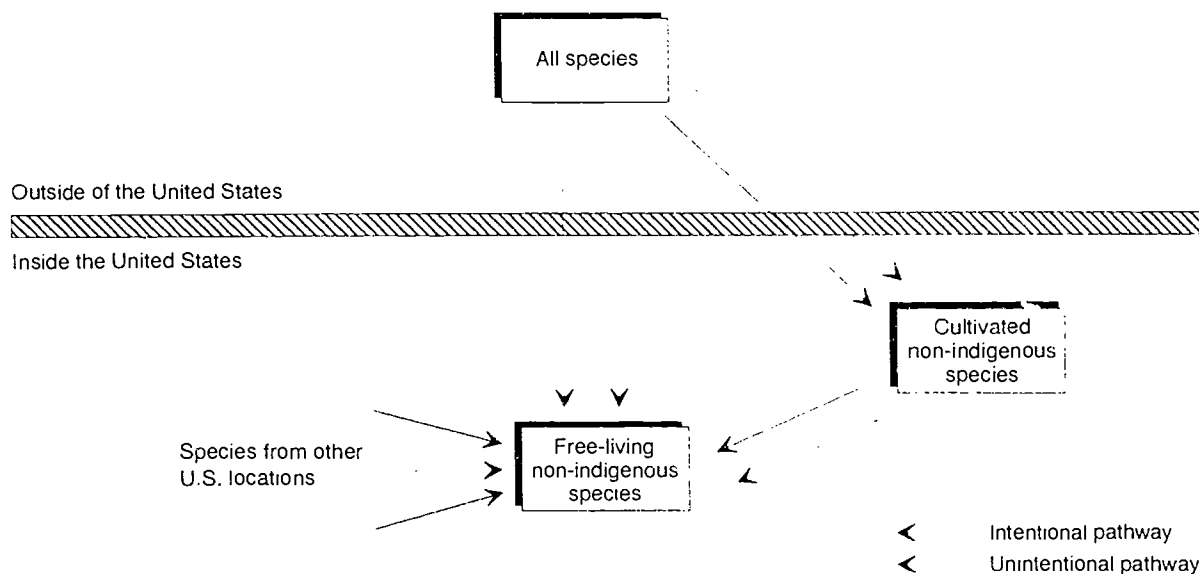 All species
Outside of the United States
Inside the United States
Cultivated
non-indigenous
species
Species from other
U.S. locations
Free-living
non-indigenous
species
Intentional pathway
Unintentional pathway